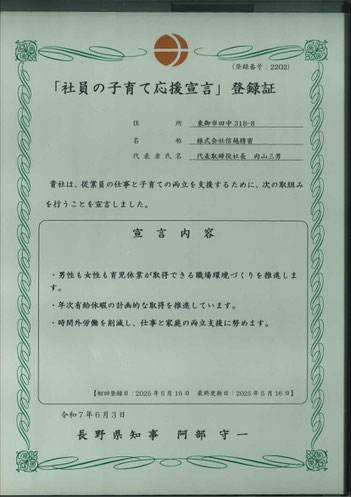 (登録番号：2202)
「社員の子育て応援宣言」登録証
住所 東御市田中318-8
名称 株式会社信越精密
代表者氏名 代表取締役社長 内山三男
貴社は、従業員の仕事と子育ての両立を支援するために、次の取組み
を行うことを宣言しました。
宣言内容
・男性も女性も育児休業が取得できる職場環境づくりを推進しま
す。
・年次有給休暇の計画的な取得を推進しています。
・時間外労働を削減し、仕事と家庭の両立支援に努めます。
【初回登録日：2025年5月16日 最終更新日：2025年5月16日】
令和7年6月3日
長野県知事 阿部守一